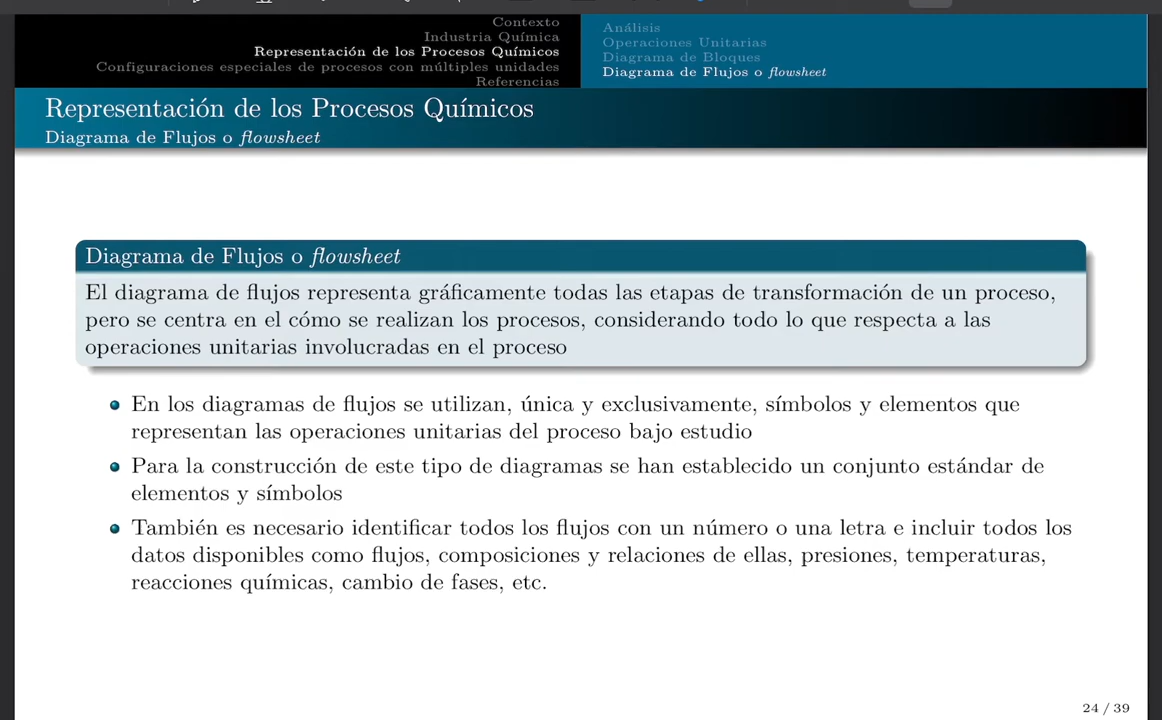 Contexto
Industria Química
Representación de los Procesos Químicos
Configuraciones especiales de procesos con múltiples unidades
Referencias
Análisis
Operaciones Unitarias
Diagrama de Bloques
Diagrama de Flujos o flowsheet
Representación de los Procesos Químicos
Diagrama de Flujos o flowsheet
Diagrama de Flujos o flowsheet
El diagrama de flujos representa gráficamente todas las etapas de transformación de un proceso,
pero se centra en el cómo se realizan los procesos, considerando todo lo que respecta a las
operaciones unitarias involucradas en el proceso
En los diagramas de flujos se utilizan, única y exclusivamente, símbolos y elementos que
representan las operaciones unitarias del proceso bajo estudio
Para la construcción de este tipo de diagramas se han establecido un conjunto estándar de
elementos y símbolos
También es necesario identificar todos los flujos con un número o una letra e incluir todos los
datos disponibles como flujos, composiciones y relaciones de ellas, presiones, temperaturas,
reacciones químicas, cambio de fases, etc.
24 / 39